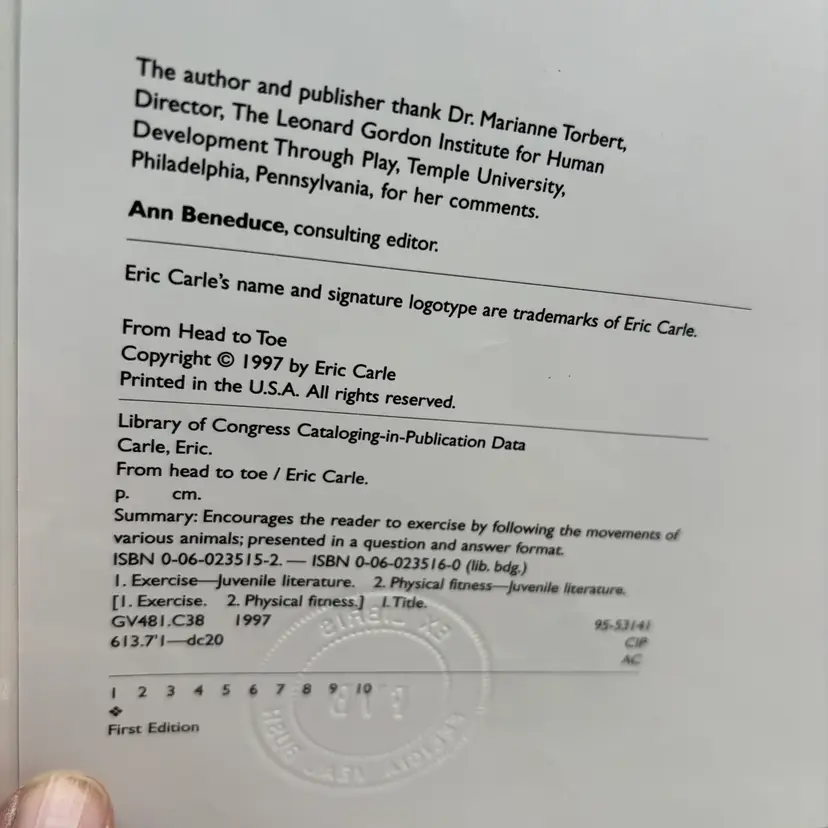 The author and publisher thank Dr. Marianne Torbert,
Director, The Leonard Gordon Institute for Human
Development Through Play, Temple University,
Philadelphia, Pennsylvania, for her comments.
Ann Beneduce, consulting editor.
Eric Carle's name and signature logotype are trademarks of Eric Carle.
From Head to Toe
Copyright © 1997 by Eric Carle
Printed in the U.S.A. All rights reserved.
Library of Congress Cataloging-in-Publication Data
Carle, Eric.
From head to toe / Eric Carle.
p. cm.
Summary: Encourages the reader to exercise by following the movements of
various animals; presented in a question and answer format.
ISBN 0-06-023515-2. — ISBN 0-06-023516-0 (lib. bdg.)
1. Exercise—Juvenile literature. 2. Physical fitness—Juvenile literature.
[1. Exercise. 2. Physical fitness.] I. Title.
GV481.C38 1997 95-53141
613.7'1—dc20 CIP
AC
1 2 3 4 5 6 7 8 9 10
❖
First Edition
EX LIBRIS